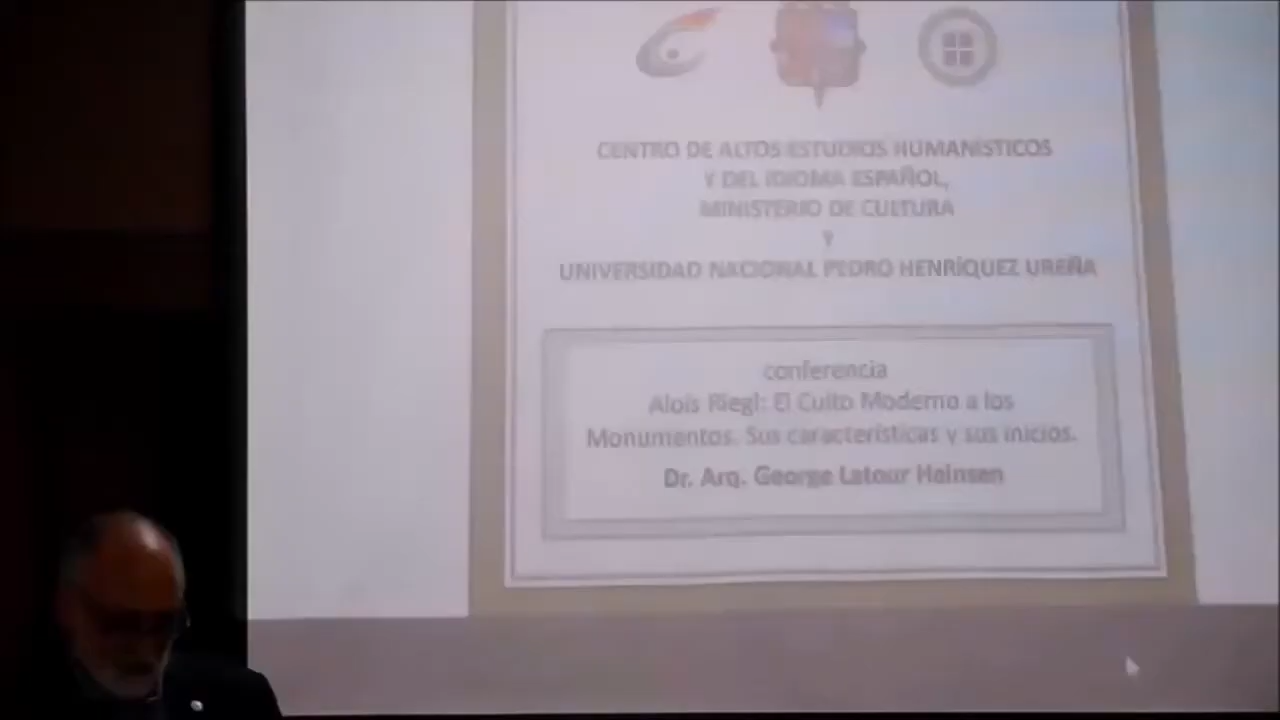 CENTRO DE ALTOS ESTUDIOS HUMANÍSTICOS
Y DEL IDIOMA ESPAÑOL,
MINISTERIO DE CULTURA
Y
UNIVERSIDAD NACIONAL PEDRO HENRÍQUEZ UREÑA
conferencia
Alois Riegl: El Culto Moderno a los
Monumentos. Sus características y sus inicios.
Dr. Arq. George Latour Heinsen